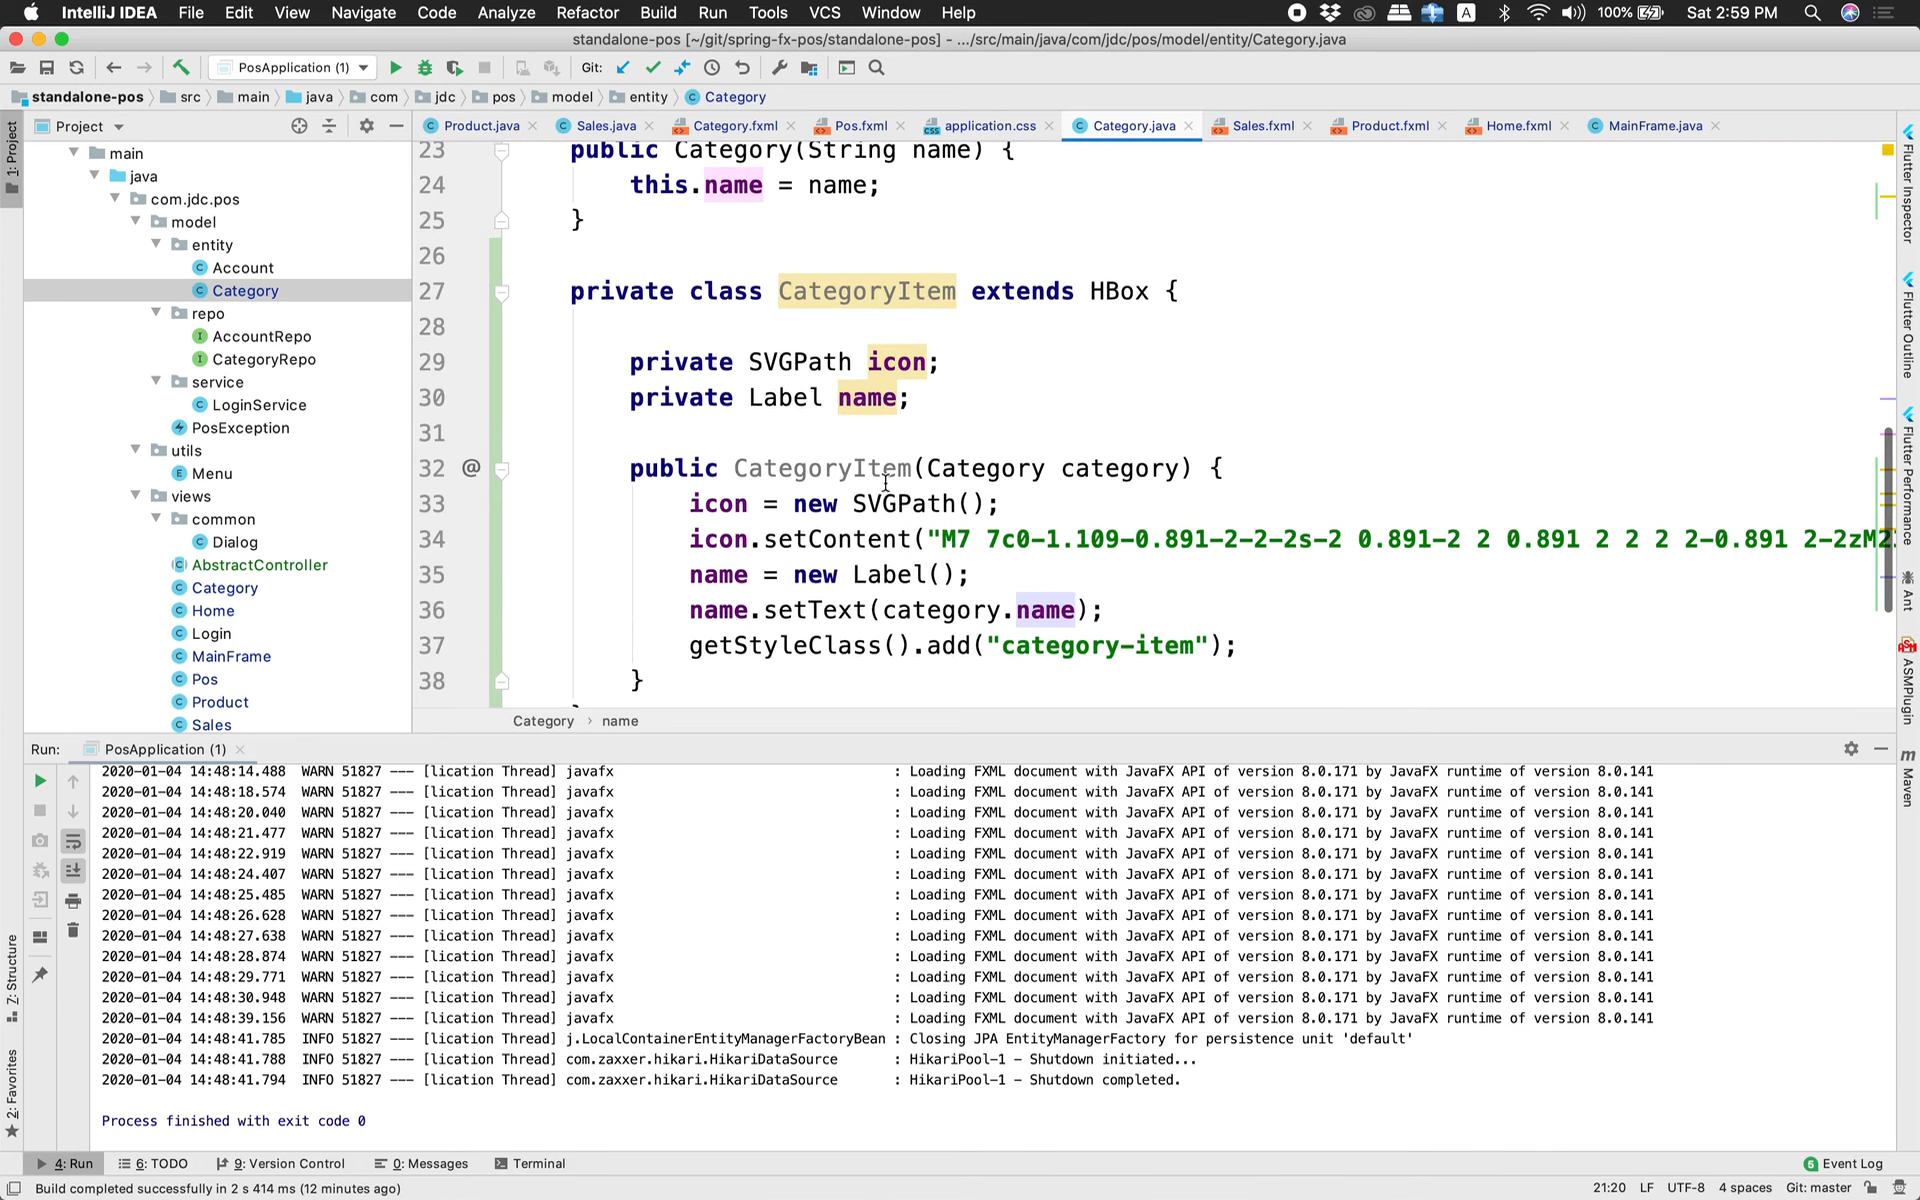 IntelliJ IDEA File Edit View Navigate Code Analyze Refactor Build Run Tools VCS Window Help A 100% Sat 2:59 PM
standalone-pos [~/git/spring-fx-pos/standalone-pos] - .../src/main/java/com/jdc/pos/model/entity/Category.java
PosApplication (1) Git:
standalone-pos src main java com jdc pos model entity Category
Project
Product.java Sales.java Category.fxml Pos.fxml application.css Category.java Sales.fxml Product.fxml Home.fxml MainFrame.java
1: Project
main
java
com.jdc.pos
model
entity
Account
Category
repo
AccountRepo
CategoryRepo
service
LoginService
PosException
utils
Menu
views
common
Dialog
AbstractController
Category
Home
Login
MainFrame
Pos
Product
Sales
23 public Category(String name) {
24 this.name = name;
25 }
26
27 private class CategoryItem extends HBox {
28
29 private SVGPath icon;
30 private Label name;
31
32 @ public CategoryItem(Category category) {
33 icon = new SVGPath();
34 icon.setContent("M7 7c0-1.109-0.891-2-2-2s-2 0.891-2 2 0.891 2 2 2 2-0.891 2-2zM2
35 name = new Label();
36 name.setText(category.name);
37 getStyleClass().add("category-item");
38 }
Category › name
Flutter Inspector
Flutter Outline
Flutter Performance
Ant
ASMPlugin
Maven
Run: PosApplication (1)
2020-01-04 14:48:14.488 WARN 51827 --- [lication Thread] javafx : Loading FXML document with JavaFX API of version 8.0.171 by JavaFX runtime of version 8.0.141
2020-01-04 14:48:18.574 WARN 51827 --- [lication Thread] javafx : Loading FXML document with JavaFX API of version 8.0.171 by JavaFX runtime of version 8.0.141
2020-01-04 14:48:20.040 WARN 51827 --- [lication Thread] javafx : Loading FXML document with JavaFX API of version 8.0.171 by JavaFX runtime of version 8.0.141
2020-01-04 14:48:21.477 WARN 51827 --- [lication Thread] javafx : Loading FXML document with JavaFX API of version 8.0.171 by JavaFX runtime of version 8.0.141
2020-01-04 14:48:22.919 WARN 51827 --- [lication Thread] javafx : Loading FXML document with JavaFX API of version 8.0.171 by JavaFX runtime of version 8.0.141
2020-01-04 14:48:24.407 WARN 51827 --- [lication Thread] javafx : Loading FXML document with JavaFX API of version 8.0.171 by JavaFX runtime of version 8.0.141
2020-01-04 14:48:25.485 WARN 51827 --- [lication Thread] javafx : Loading FXML document with JavaFX API of version 8.0.171 by JavaFX runtime of version 8.0.141
2020-01-04 14:48:26.628 WARN 51827 --- [lication Thread] javafx : Loading FXML document with JavaFX API of version 8.0.171 by JavaFX runtime of version 8.0.141
2020-01-04 14:48:27.638 WARN 51827 --- [lication Thread] javafx : Loading FXML document with JavaFX API of version 8.0.171 by JavaFX runtime of version 8.0.141
2020-01-04 14:48:28.874 WARN 51827 --- [lication Thread] javafx : Loading FXML document with JavaFX API of version 8.0.171 by JavaFX runtime of version 8.0.141
2020-01-04 14:48:29.771 WARN 51827 --- [lication Thread] javafx : Loading FXML document with JavaFX API of version 8.0.171 by JavaFX runtime of version 8.0.141
2020-01-04 14:48:30.948 WARN 51827 --- [lication Thread] javafx : Loading FXML document with JavaFX API of version 8.0.171 by JavaFX runtime of version 8.0.141
2020-01-04 14:48:39.156 WARN 51827 --- [lication Thread] javafx : Loading FXML document with JavaFX API of version 8.0.171 by JavaFX runtime of version 8.0.141
2020-01-04 14:48:41.785 INFO 51827 --- [lication Thread] j.LocalContainerEntityManagerFactoryBean : Closing JPA EntityManagerFactory for persistence unit 'default'
2020-01-04 14:48:41.788 INFO 51827 --- [lication Thread] com.zaxxer.hikari.HikariDataSource : HikariPool-1 - Shutdown initiated...
2020-01-04 14:48:41.794 INFO 51827 --- [lication Thread] com.zaxxer.hikari.HikariDataSource : HikariPool-1 - Shutdown completed.
Process finished with exit code 0
Z: Structure
2: Favorites
4: Run 6: TODO 9: Version Control 0: Messages Terminal 5 Event Log
Build completed successfully in 2 s 414 ms (12 minutes ago) 21:20 LF UTF-8 4 spaces Git: master